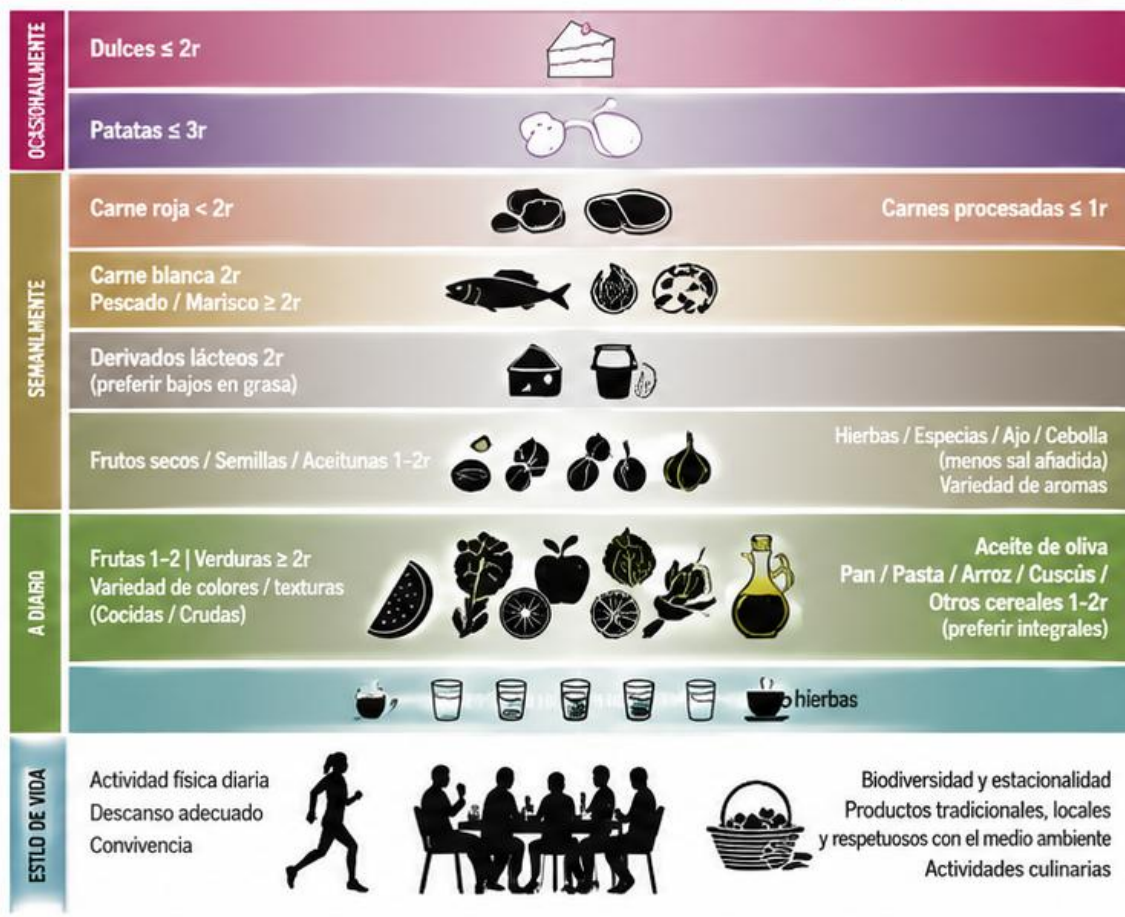 OCASIONALMENTE
Dulces ≤ 2r
Patatas ≤ 3r
SEMANLMENTE
Carne roja < 2r
Carnes procesadas ≤ 1r
Carne blanca 2r
Pescado / Marisco ≥ 2r
Derivados lácteos 2r
(preferir bajos en grasa)
Frutos secos / Semillas / Aceitunas 1–2r
Hierbas / Especias / Ajo / Cebolla
(menos sal añadida)
Variedad de aromas
A DIARIO
Frutas 1–2 | Verduras ≥ 2r
Variedad de colores / texturas
(Cocidas / Crudas)
Aceite de oliva
Pan / Pasta / Arroz / Cuscús /
Otros cereales 1–2r
(preferir integrales)
hierbas
ESTLO DE VIDA
Actividad física diaria
Descanso adecuado
Convivencia
Biodiversidad y estacionalidad
Productos tradicionales, locales
y respetuosos con el medio ambiente
Actividades culinarias